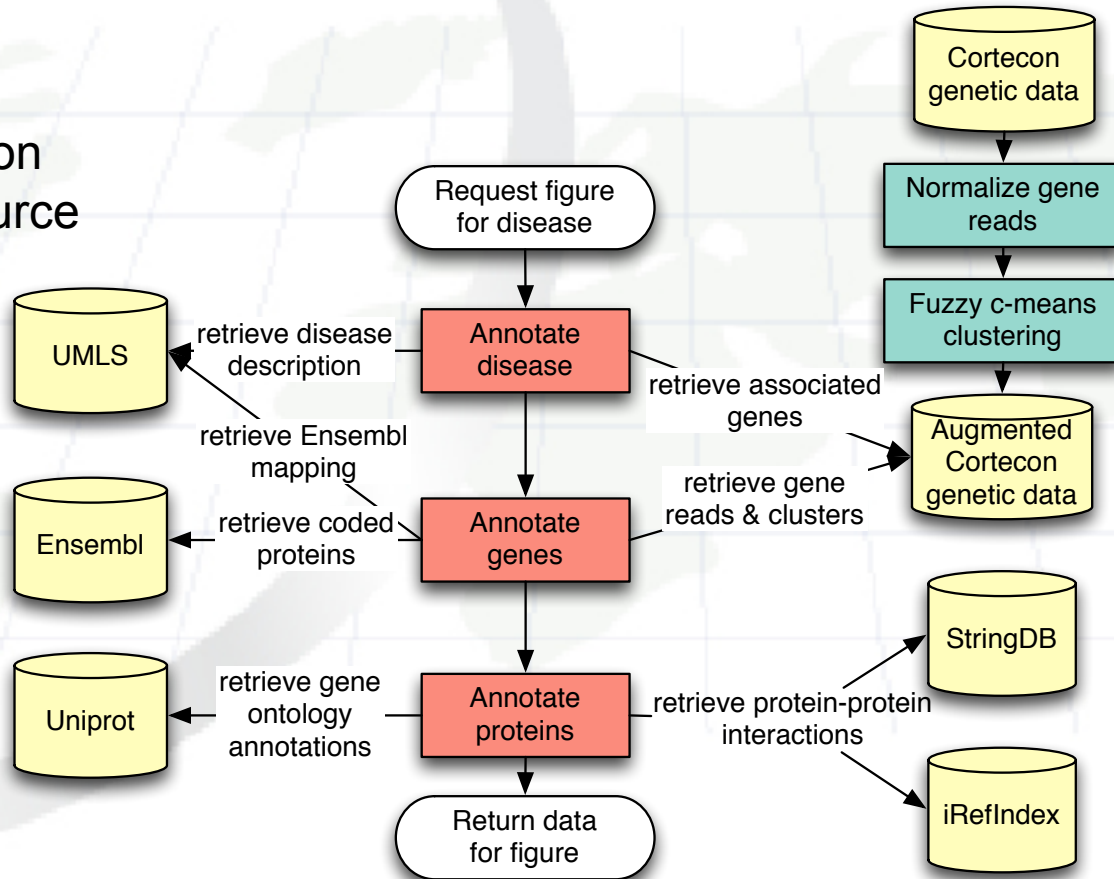 Cortecon
genetic data
on
urce
Request figure
for disease
Normalize gene
reads
Fuzzy c-means
clustering
UMLS
retrieve disease
description
Annotate
disease
retrieve associated
genes
retrieve Ensembl
mapping
Augmented
Cortecon
genetic data
retrieve gene
reads & clusters
Ensembl
retrieve coded
proteins
Annotate
genes
StringDB
Uniprot
retrieve gene
ontology
annotations
Annotate
proteins
retrieve protein-protein
interactions
iRefIndex
Return data
for figure